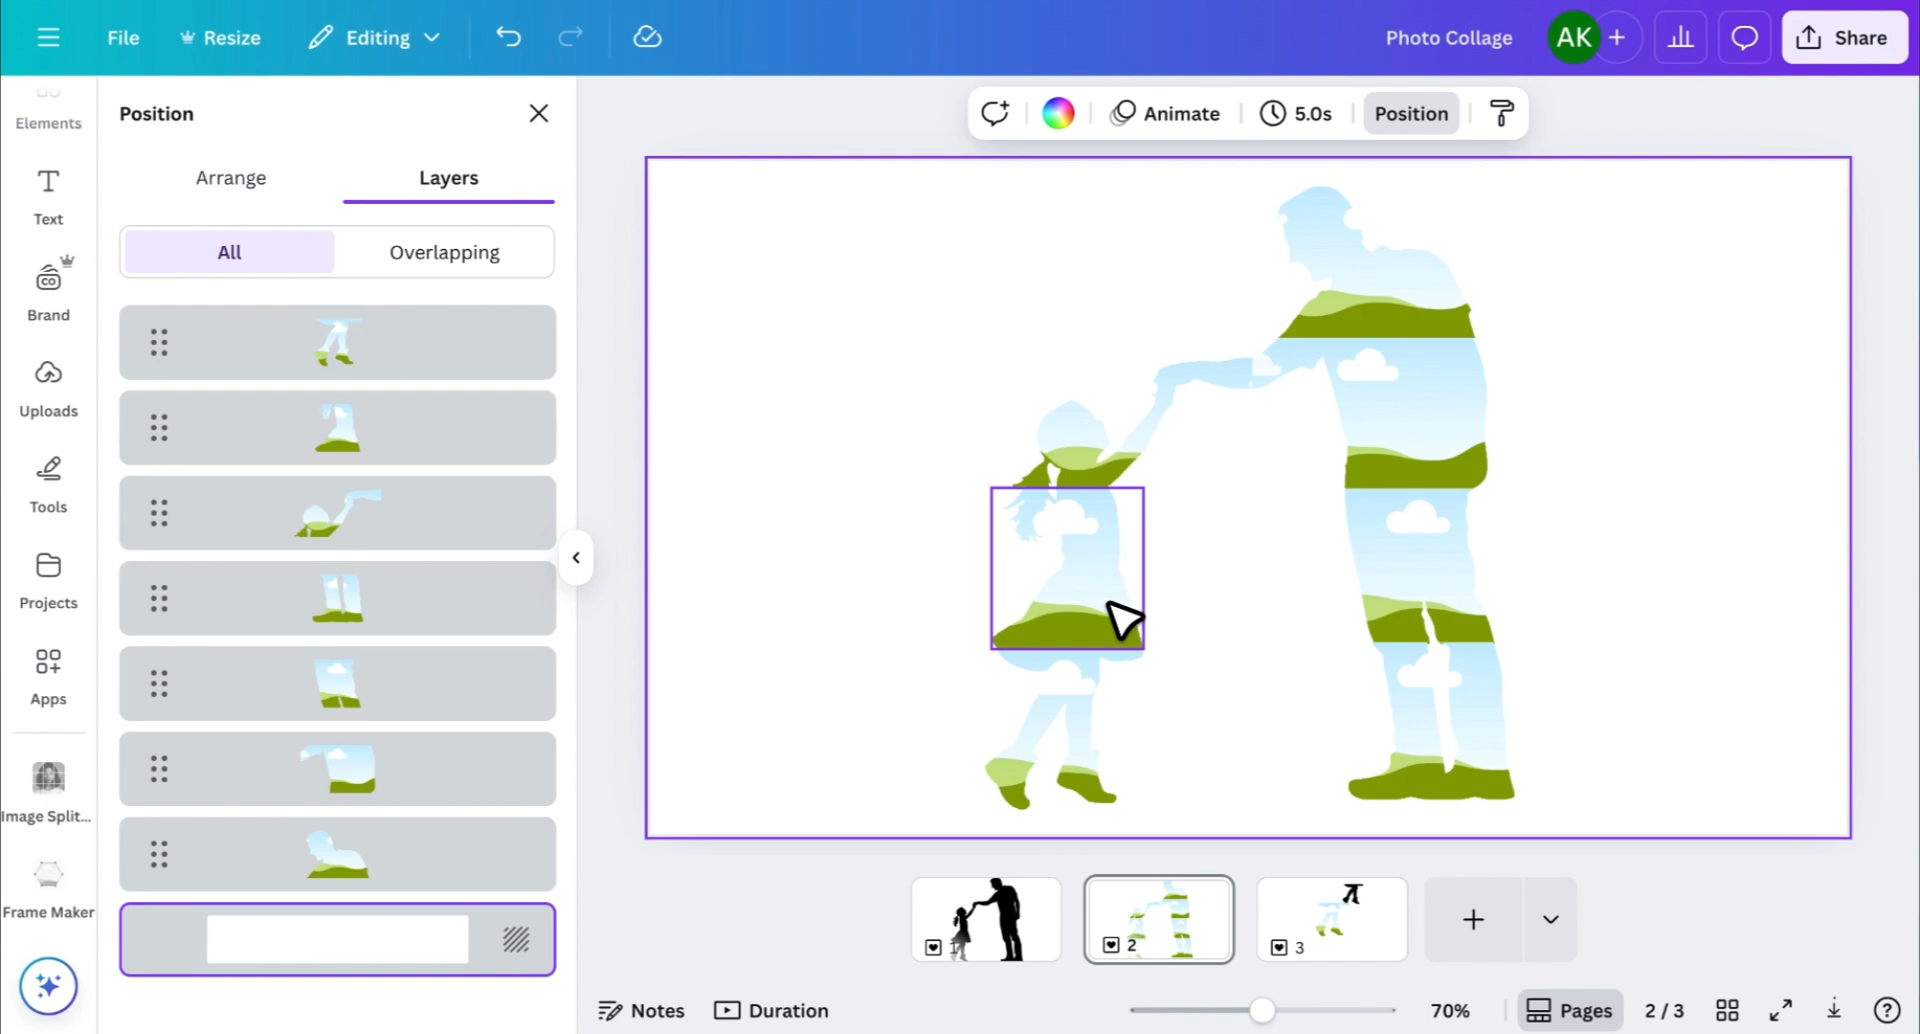 File
Resize
Editing
Photo Collage
AK
Share
Elements
Text
Brand
Uploads
Tools
Projects
Apps
Image Split...
Frame Maker
Position
Arrange
Layers
All
Overlapping
Animate
5.0s
Position
1
2
3
Notes
Duration
70%
Pages
2 / 3